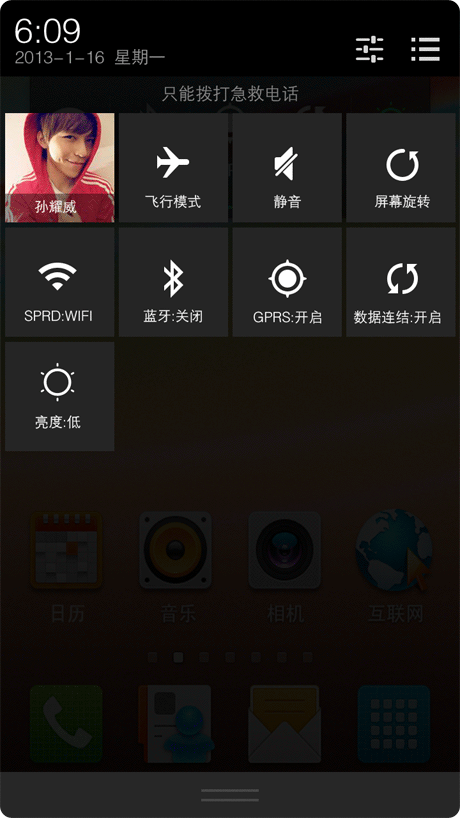 6:09
2013-1-16 星期一
只能拨打急救电话
孙耀威
飞行模式
静音
屏幕旋转
SPRD:WIFI
蓝牙:关闭
GPRS:开启
数据连结:开启
亮度:低
日历
音乐
相机
互联网